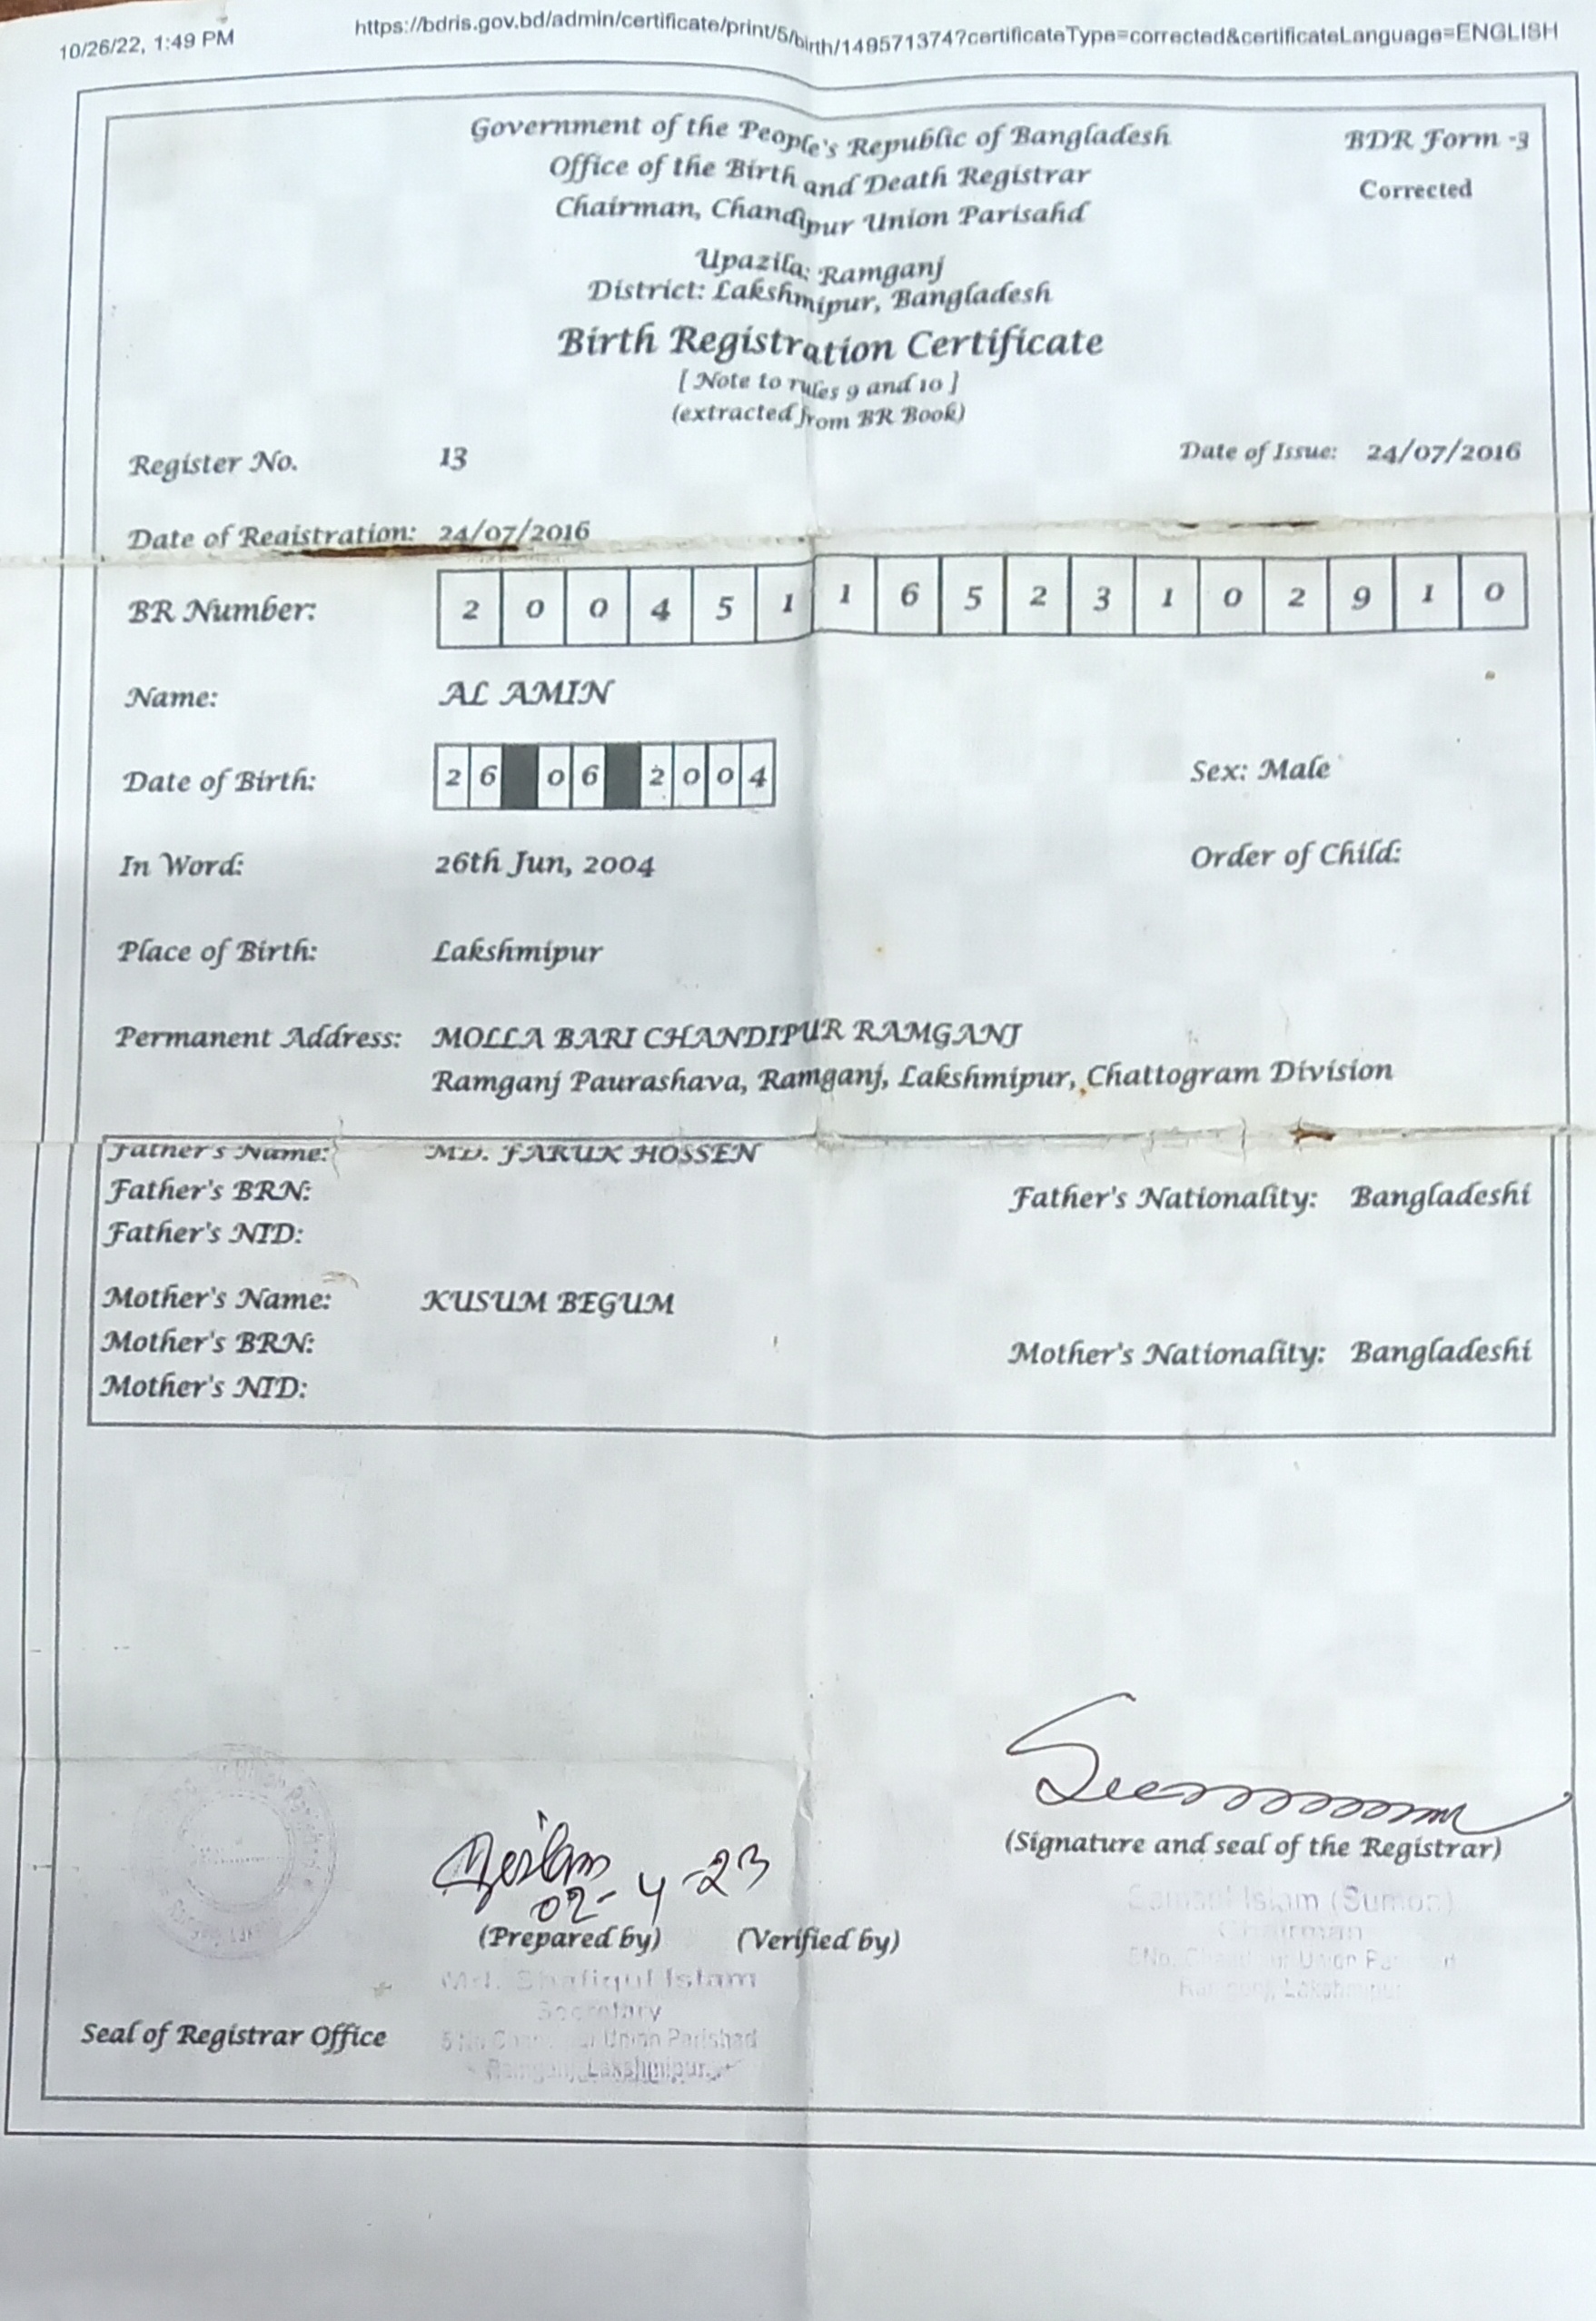 10/26/22, 1:49 PM https://bdris.gov.bd/admin/certificate/print/5/birth/149571374?certificateType=corrected&certificateLanguage=ENGLISH
Government of the People's Republic of Bangladesh BDR Form -3
Office of the Birth and Death Registrar Corrected
Chairman, Chandipur Union Parisahd
Upazila: Ramganj
District: Lakshmipur, Bangladesh
Birth Registration Certificate
[ Note to rules 9 and 10 ]
(extracted from BR Book)
Register No. 13 Date of Issue: 24/07/2016
Date of Registration: 24/07/2016
BR Number: 2 0 0 4 5 1 1 6 5 2 3 1 0 2 9 1 0
Name: AL AMIN
Date of Birth: 2 6 0 6 2 0 0 4 Sex: Male
In Word: 26th Jun, 2004 Order of Child:
Place of Birth: Lakshmipur
Permanent Address: MOLLA BARI CHANDIPUR RAMGANJ
Ramganj Paurashava, Ramganj, Lakshmipur, Chattogram Division
Father's Name: MD. FARUK HOSSEN
Father's BRN: Father's Nationality: Bangladeshi
Father's NID:
Mother's Name: KUSUM BEGUM
Mother's BRN: Mother's Nationality: Bangladeshi
Mother's NID:
02-4-23
(Signature and seal of the Registrar)
(Prepared by) (Verified by)
Samsul Islam (Sumon)
Chairman
Union
Lakshmipur
Md. Shafiqul Islam
Secretary
Union Parishad
Ramganj, Lakshmipur
Seal of Registrar Office